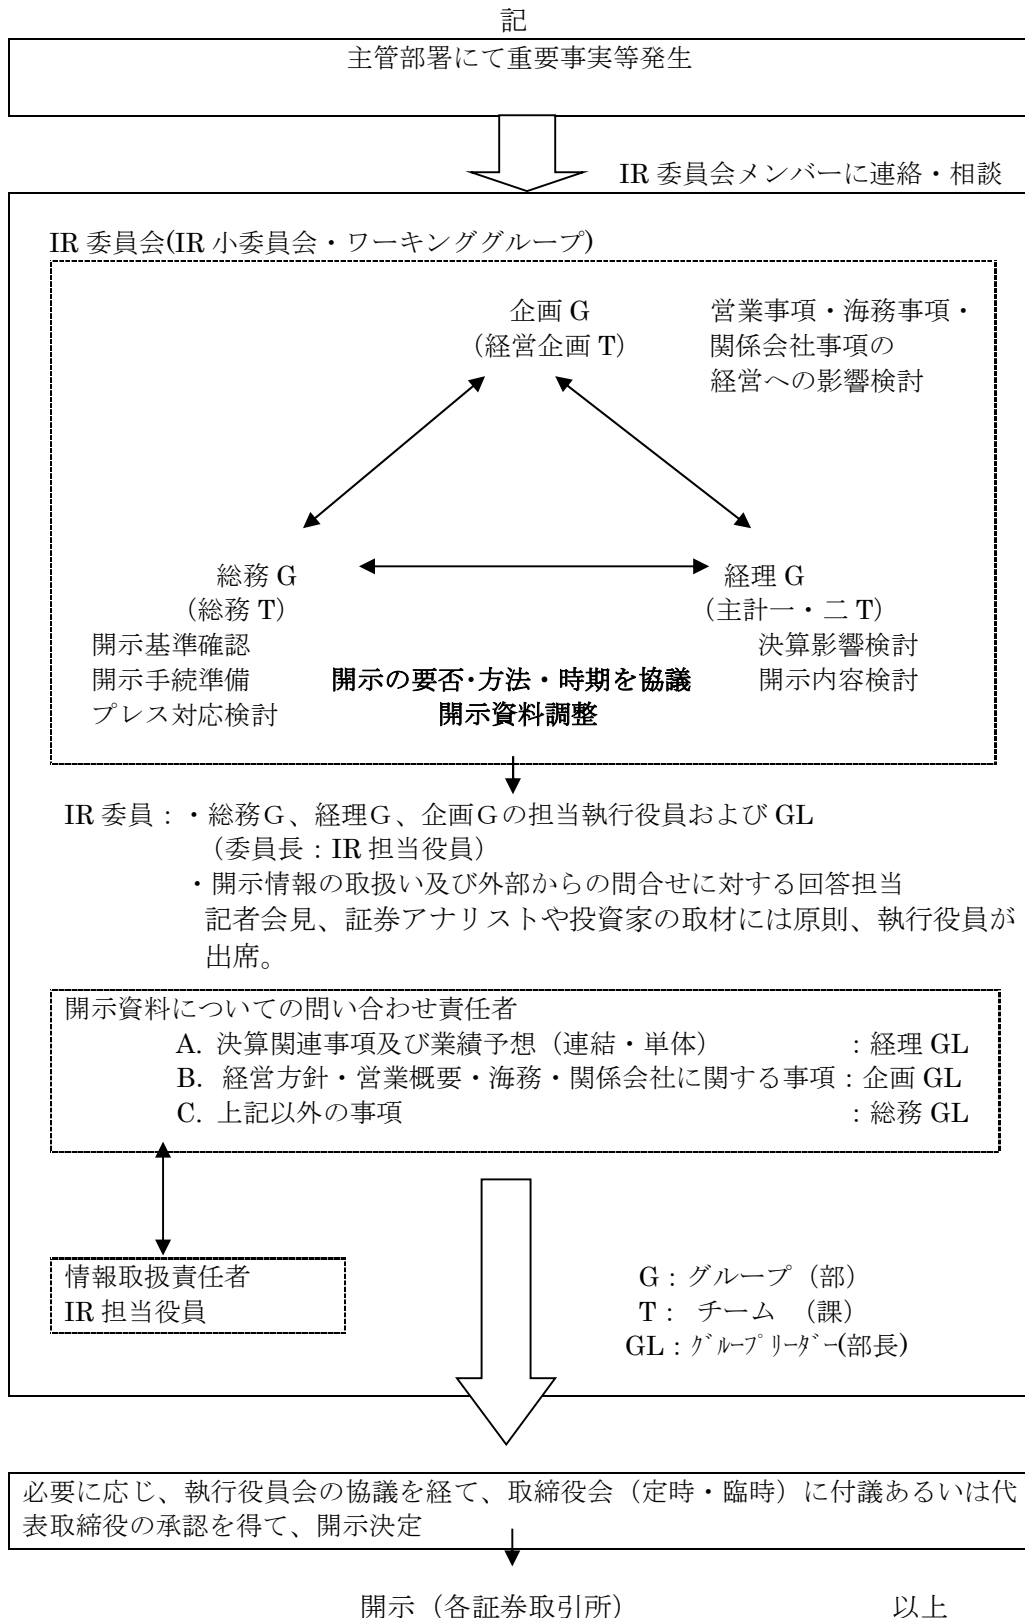 記
主管部署にて重要事実等発生
IR 委員会メンバーに連絡・相談
IR 委員会(IR 小委員会・ワーキンググループ)
企画 G
（経営企画 T）
営業事項・海務事項・
関係会社事項の
経営への影響検討
総務 G
（総務 T）
開示基準確認
開示手続準備
プレス対応検討
経理 G
（主計一・二 T）
決算影響検討
開示内容検討
開示の要否・方法・時期を協議
開示資料調整
IR 委員：・総務Ｇ、経理Ｇ、企画Ｇの担当執行役員および GL
（委員長：IR 担当役員）
・開示情報の取扱い及び外部からの問合せに対する回答担当
記者会見、証券アナリストや投資家の取材には原則、執行役員が
出席。
開示資料についての問い合わせ責任者
A. 決算関連事項及び業績予想（連結・単体）　　　　：経理 GL
B. 経営方針・営業概要・海務・関係会社に関する事項：企画 GL
C. 上記以外の事項　　　　　　　　　　　　　　　　：総務 GL
情報取扱責任者
IR 担当役員
G：グループ（部）
T： チーム （課）
GL：ｸﾞﾙｰﾌﾟﾘｰﾀﾞｰ(部長)
必要に応じ、執行役員会の協議を経て、取締役会（定時・臨時）に付議あるいは代
表取締役の承認を得て、開示決定
開示（各証券取引所）　　　　　　　　以上